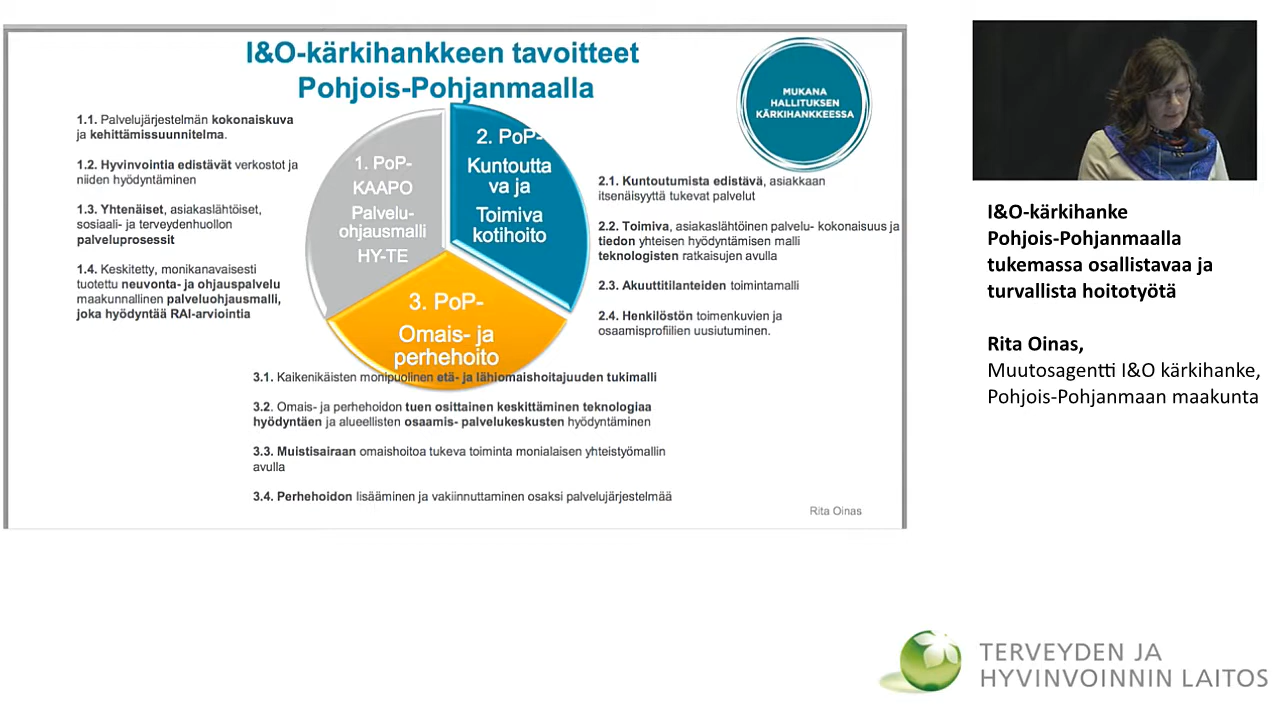 I&O-kärkihankkeen tavoitteet
Pohjois-Pohjanmaalla
MUKANA
HALLITUKSEN
KÄRKIHANKKEESSA
1.1. Palvelujärjestelmän kokonaiskuva
ja kehittämissuunnitelma.
1.2. Hyvinvointia edistävät verkostot ja
niiden hyödyntäminen
1.3. Yhtenäiset, asiakaslähtöiset,
sosiaali- ja terveydenhuollon
palveluprosessit
1.4. Keskitetty, monikanavaisesti
tuotettu neuvonta- ja ohjauspalvelu
maakunnallinen palveluohjausmalli,
joka hyödyntää RAI-arviointia
1. PoP-
KAAPO
Palvelu-
ohjausmalli
HY-TE
2. PoP-
Kuntoutta
va ja
Toimiva
kotihoito
2.1. Kuntoutumista edistävä, asiakkaan
itsenäisyyttä tukevat palvelut
2.2. Toimiva, asiakaslähtöinen palvelu- kokonaisuus ja
tiedon yhteisen hyödyntämisen malli
teknologisten ratkaisujen avulla
2.3. Akuuttitilanteiden toimintamalli
2.4. Henkilöstön toimenkuvien ja
osaamisprofiilien uusiutuminen.
3. PoP-
Omais- ja
perhehoito
3.1. Kaikenikäisten monipuolinen etä- ja lähiomaishoitajuuden tukimalli
3.2. Omais- ja perhehoidon tuen osittainen keskittäminen teknologiaa
hyödyntäen ja alueellisten osaamis- palvelukeskusten hyödyntäminen
3.3. Muistisairaan omaishoitoa tukeva toiminta monialaisen yhteistyömallin
avulla
3.4. Perhehoidon lisääminen ja vakiinnuttaminen osaksi palvelujärjestelmää
Rita Oinas
I&O-kärkihanke
Pohjois-Pohjanmaalla
tukemassa osallistavaa ja
turvallista hoitotyötä
Rita Oinas,
Muutosagentti I&O kärkihanke,
Pohjois-Pohjanmaan maakunta
TERVEYDEN JA
HYVINVOINNIN LAITOS